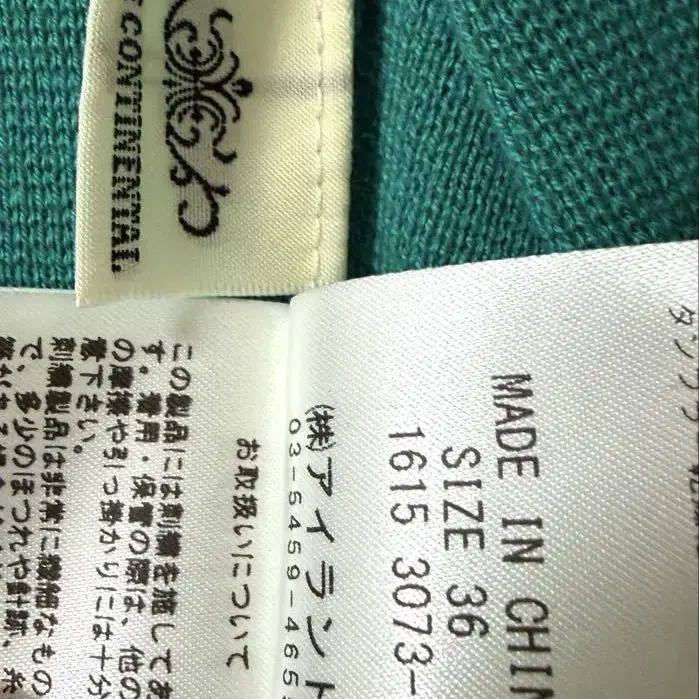 CONTINENTAL.
MADE IN CHIN
SIZE 36
1615 3073-
(株)アイランド
03-5459-465
お取扱いについて
この製品には刺繍を施してあ
す。着用・保管の際は、他の
の摩擦や引っ掛かりには十分
意下さい。
刺繍製品は非常に繊細なもの
で、多少のほつれや計額、糸